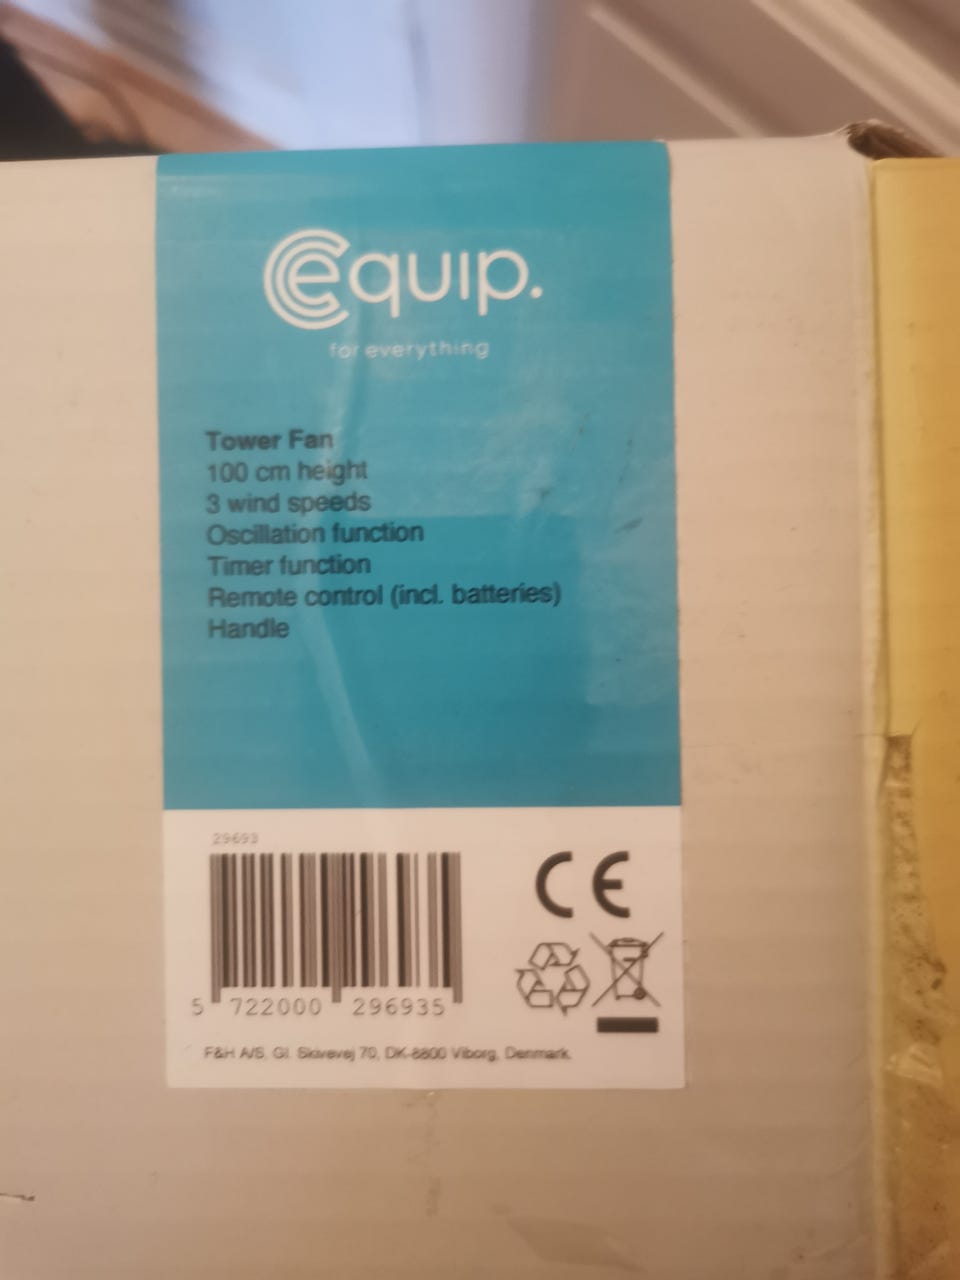 equip.
for everything
Tower Fan
100 cm height
3 wind speeds
Oscillation function
Timer function
Remote control (incl. batteries)
Handle
29693
CE
5 722000 296935
F&H A/S, Gl. Skivevej 70, DK-8800 Viborg, Denmark